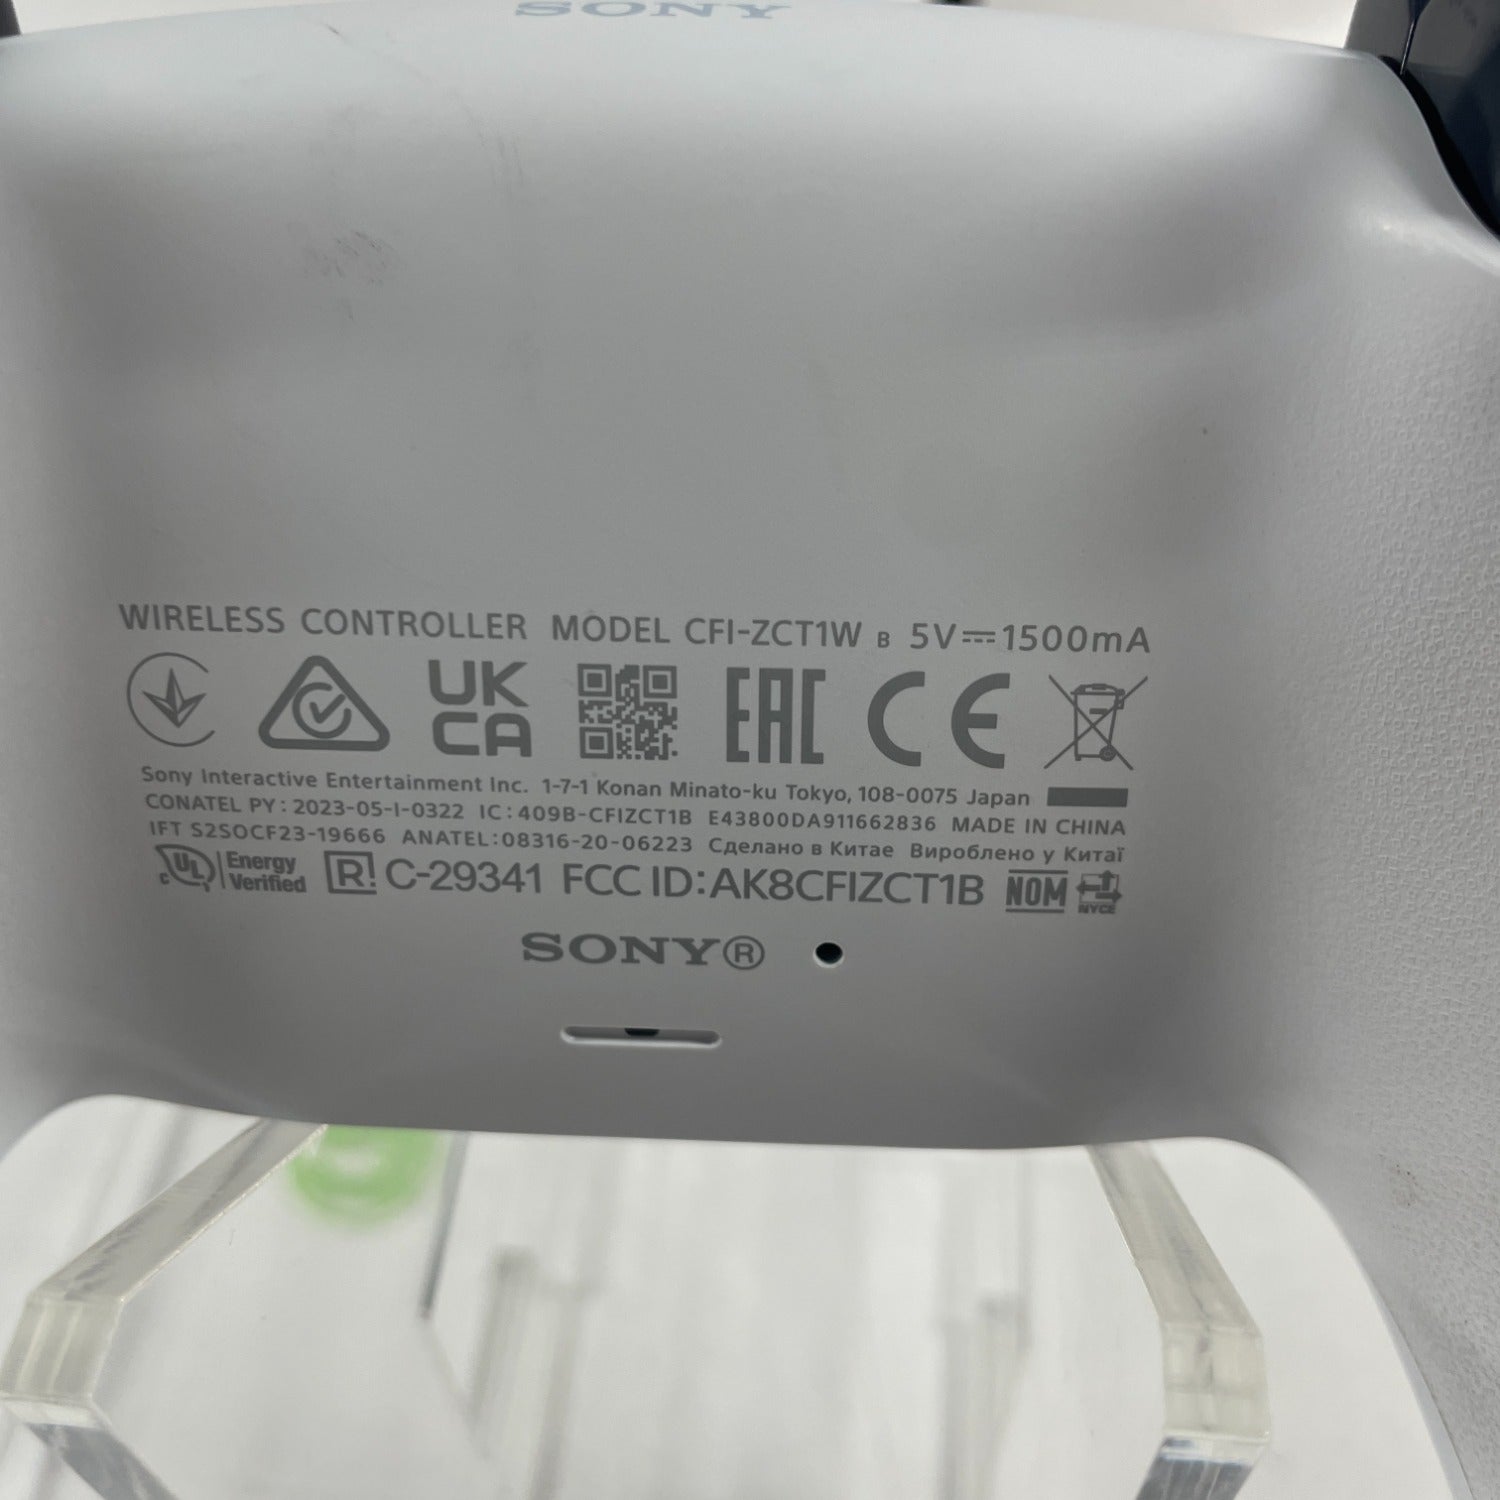 SONY
WIRELESS CONTROLLER MODEL CFI-ZCT1W B 5V⎓1500mA
UK
CA
EAC
CE
Sony Interactive Entertainment Inc. 1-7-1 Konan Minato-ku Tokyo, 108-0075 Japan
CONATEL PY: 2023-05-I-0322 IC: 409B-CFIZCT1B E43800DA911662836 MADE IN CHINA
IFT S2SOCF23-19666 ANATEL:08316-20-06223 Сделано в Китае Вироблено у Китаї
c UL Energy Verified R! C-29341 FCC ID:AK8CFIZCT1B NOM NYCE
SONY®